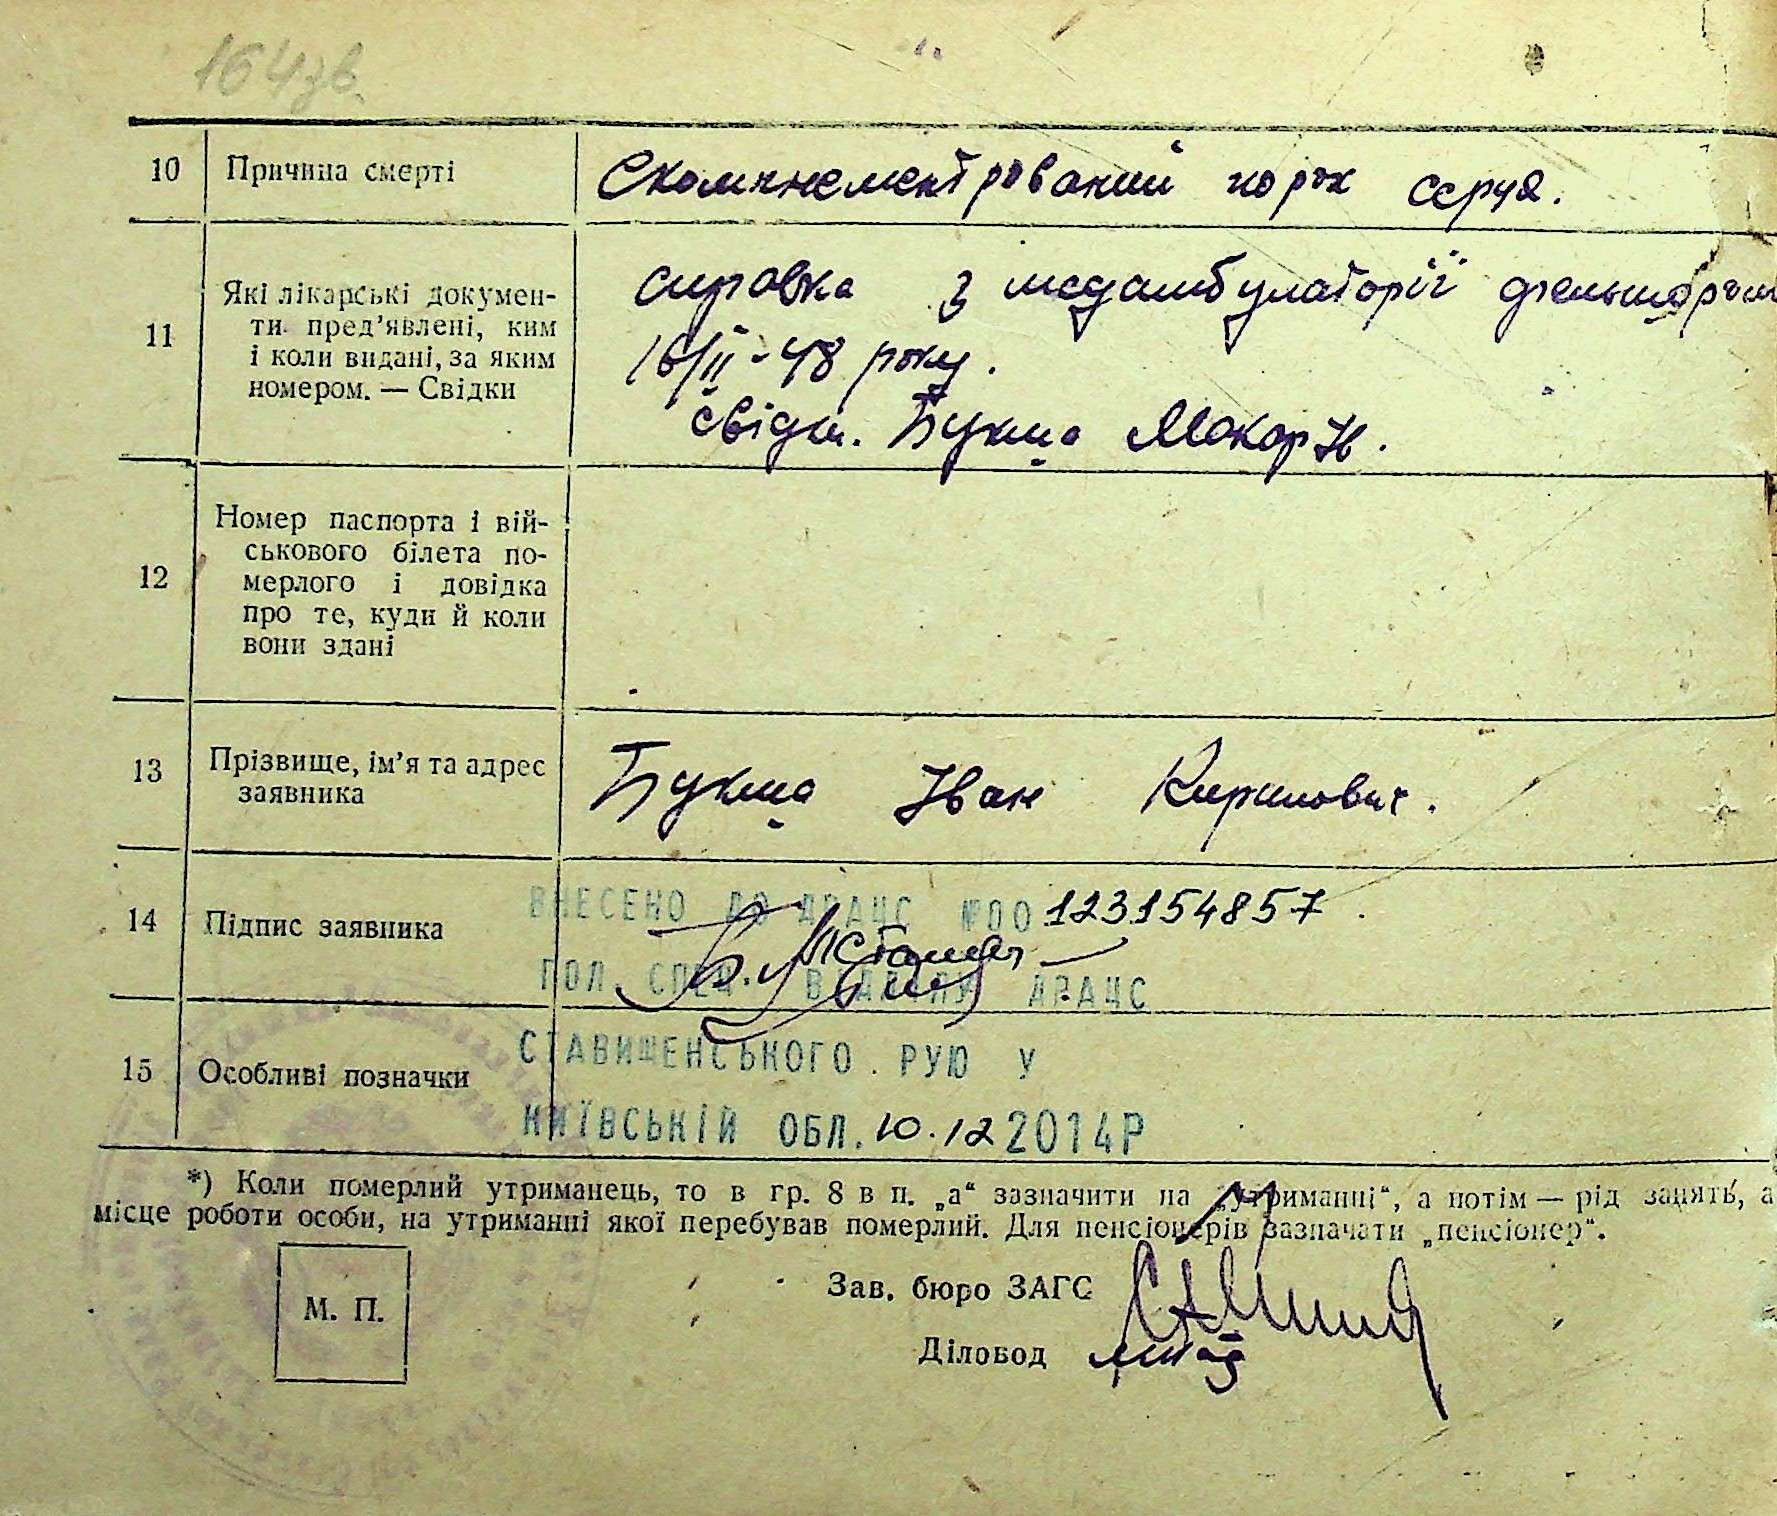 164зв.
10 Причина смерті Скомпнементрований порок серця.
11 Які лікарські докумен-
ти пред'явлені, ким
і коли видані, за яким
номером. — Свідки
справка з медамбулаторії фельшаром
16/II-48 року.
свідк. Букша Макар Ів.
12 Номер паспорта і вій-
ськового білета по-
мерлого і довідка
про те, куди й коли
вони здані
13 Прізвище, ім'я та адрес
заявника
Букша Іван Кирилович.
14 Підпис заявника
ВНЕСЕНО ДО ДРАЦС №00123154857
ГОЛ. СПЕЦ. ВІДДІЛУ ДРАЦС
15 Особливі позначки
СТАВИЩЕНСЬКОГО. РУЮ У
КИЇВСЬКІЙ ОБЛ. 10.12 2014Р
*) Коли померлий утриманець, то в гр. 8 в п. „а“ зазначити на „утриманні“, а потім — рід занять, а
місце роботи особи, на утриманні якої перебував померлий. Для пенсіонерів зазначати „пенсіонер“.
М. П.
Зав. бюро ЗАГС
Діловод